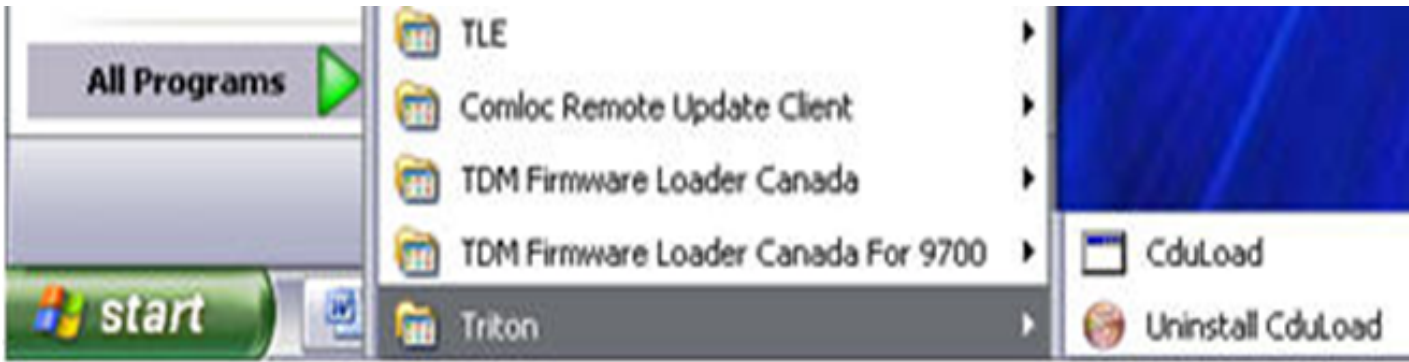 TLE
All Programs
Comloc Remote Update Client
TDM Firmware Loader Canada
TDM Firmware Loader Canada For 9700
CduLoad
start
Triton
Uninstall CduLoad